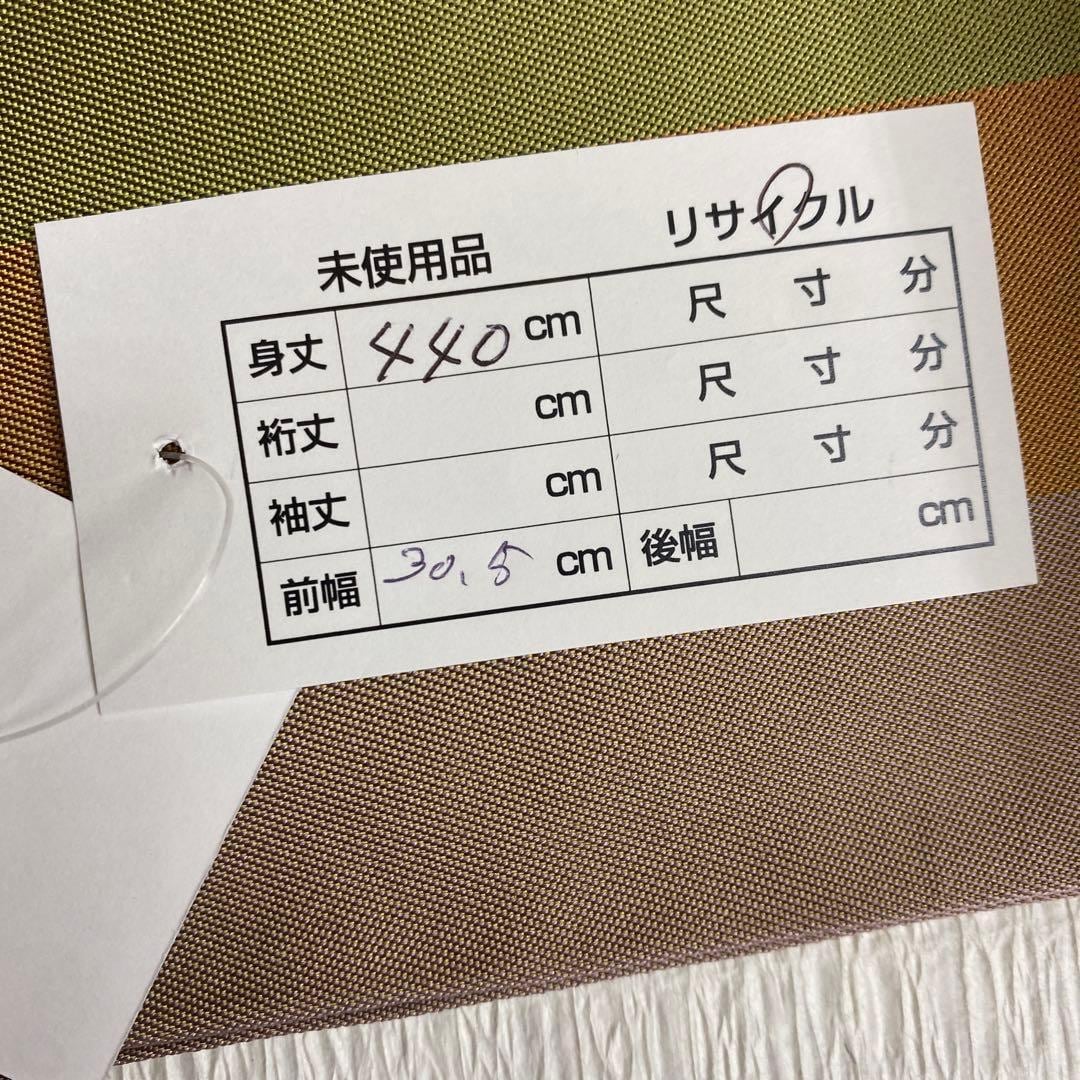 未使用品 リサイクル
身丈 440 cm 尺 寸 分
裄丈 cm 尺 寸 分
袖丈 cm 尺 寸 分
前幅 30.5 cm 後幅 cm